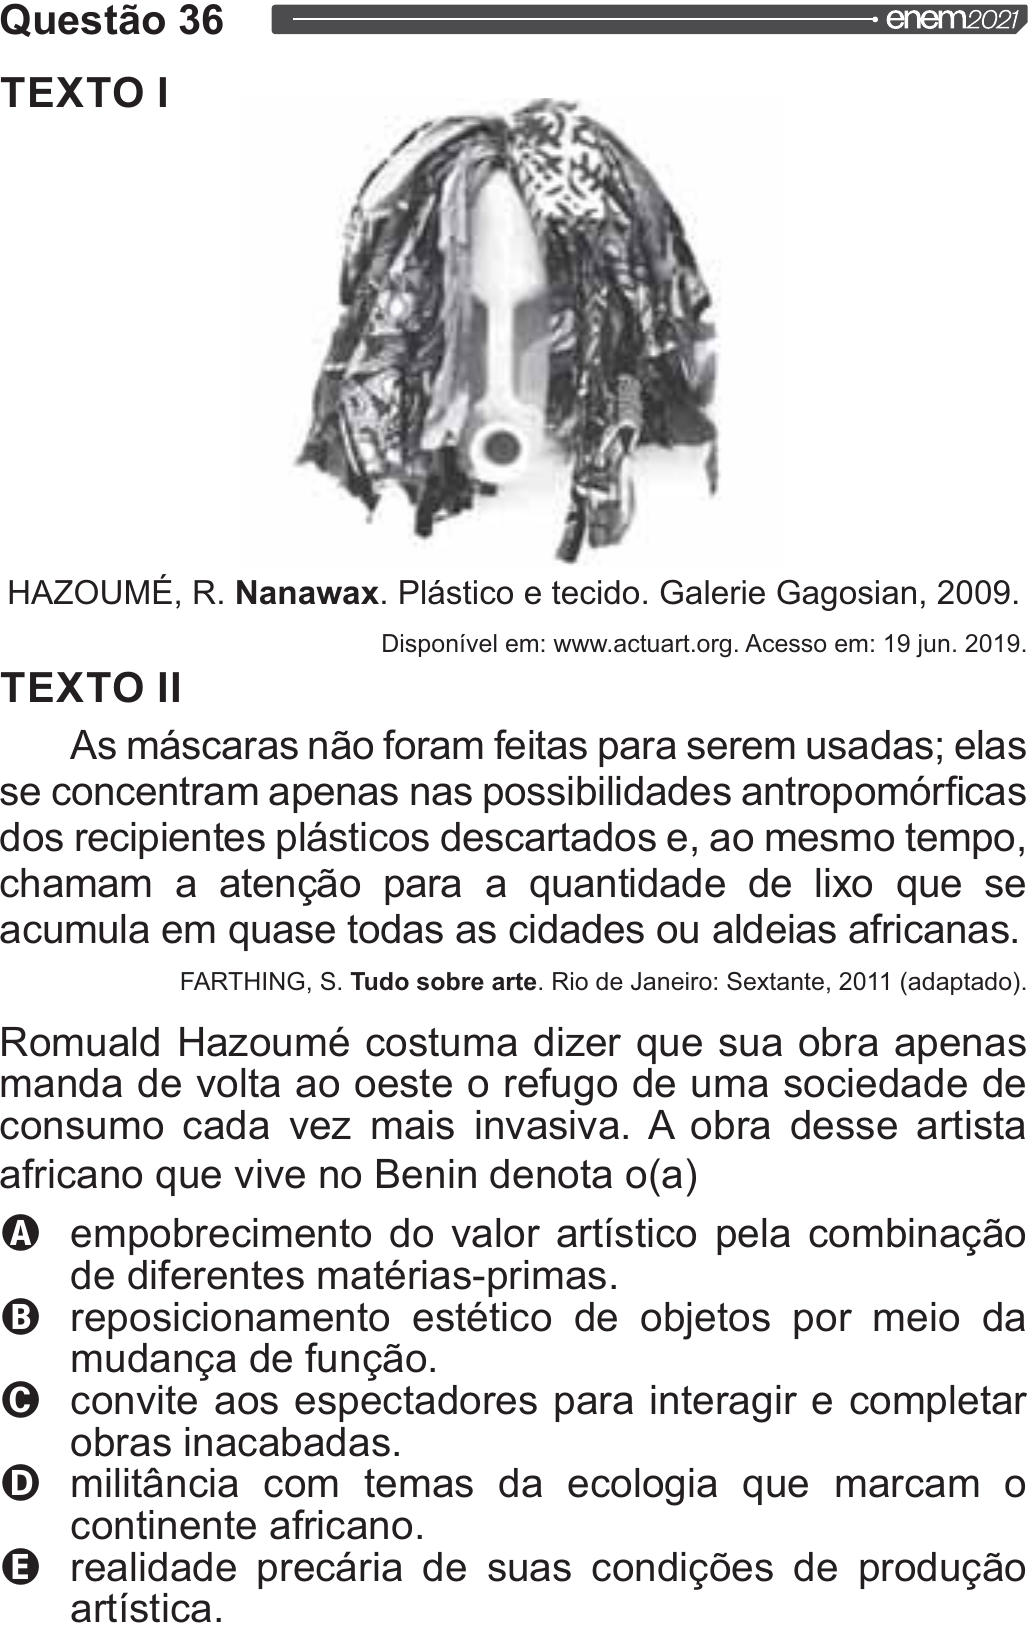 Questão 36
enem2021
TEXTO I
HAZOUMÉ, R. Nanawax. Plástico e tecido. Galerie Gagosian, 2009.
Disponível em: www.actuart.org. Acesso em: 19 jun. 2019.
TEXTO II
As máscaras não foram feitas para serem usadas; elas
se concentram apenas nas possibilidades antropomórficas
dos recipientes plásticos descartados e, ao mesmo tempo,
chamam a atenção para a quantidade de lixo que se
acumula em quase todas as cidades ou aldeias africanas.
FARTHING, S. Tudo sobre arte. Rio de Janeiro: Sextante, 2011 (adaptado).
Romuald Hazoumé costuma dizer que sua obra apenas
manda de volta ao oeste o refugo de uma sociedade de
consumo cada vez mais invasiva. A obra desse artista
africano que vive no Benin denota o(a)
A empobrecimento do valor artístico pela combinação
de diferentes matérias-primas.
B reposicionamento estético de objetos por meio da
mudança de função.
C convite aos espectadores para interagir e completar
obras inacabadas.
D militância com temas da ecologia que marcam o
continente africano.
E realidade precária de suas condições de produção
artística.